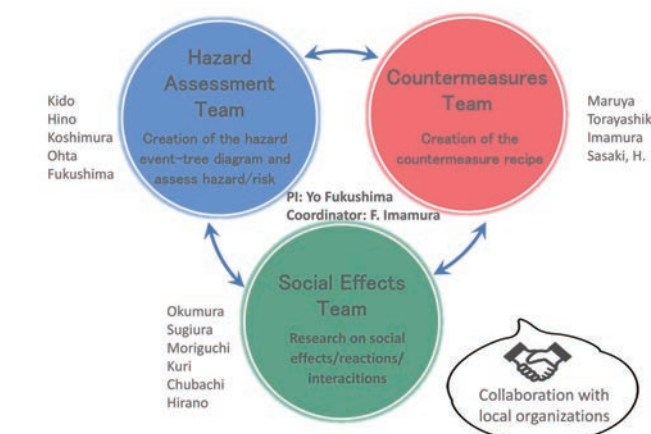 Hazard
Assessment
Team
Creation of the hazard
event-tree diagram and
assess hazard/risk
Kido
Hino
Koshimura
Ohta
Fukushima
Countermeasures
Team
Creation of the
countermeasure recipe
Maruya
Torayashik
Imamura
Sasaki, H.
PI: Yo Fukushima
Coordinator: F. Imamura
Social Effects
Team
Research on social
effects/reactions/
interacitions
Okumura
Sugiura
Moriguchi
Kuri
Chubachi
Hirano
Collaboration with
local organizations